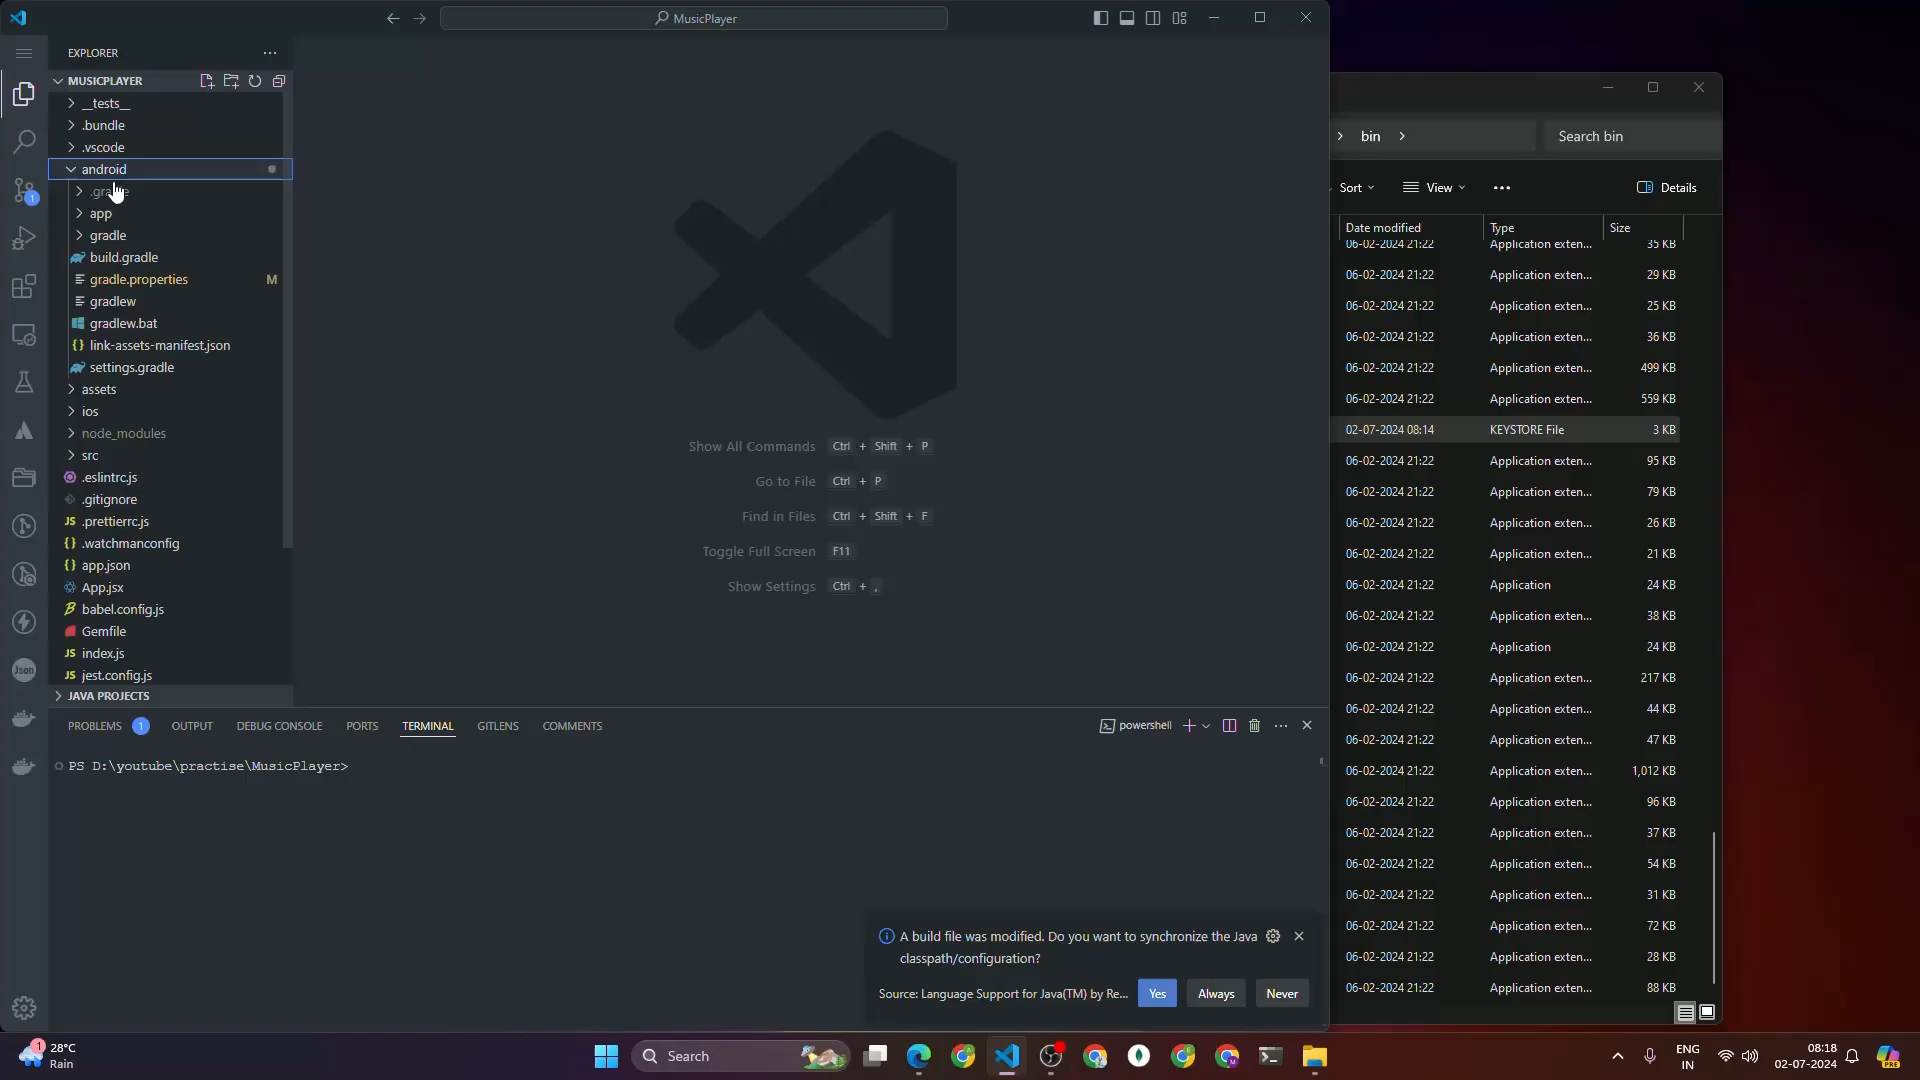 MusicPlayer
EXPLORER
MUSICPLAYER
__tests__
.bundle
.vscode
android
app
gradle
build.gradle
gradle.properties M
gradlew
gradlew.bat
link-assets-manifest.json
settings.gradle
assets
ios
node_modules
src
.eslintrc.js
.gitignore
JS .prettierrc.js
{} .watchmanconfig
{} app.json
App.jsx
babel.config.js
Gemfile
JS index.js
JS jest.config.js
JAVA PROJECTS
1
Json
Show All Commands Ctrl + Shift + P
Go to File Ctrl + P
Find in Files Ctrl + Shift + F
Toggle Full Screen F11
Show Settings Ctrl + ,
PROBLEMS 1 OUTPUT DEBUG CONSOLE PORTS TERMINAL GITLENS COMMENTS
powershell
PS D:\youtube\practise\MusicPlayer>
A build file was modified. Do you want to synchronize the Java
classpath/configuration?
Source: Language Support for Java(TM) by Re... Yes Always Never
bin
Search bin
Sort View Details
Date modified Type Size
06-02-2024 21:22 Application exten... 35 KB
06-02-2024 21:22 Application exten... 29 KB
06-02-2024 21:22 Application exten... 25 KB
06-02-2024 21:22 Application exten... 36 KB
06-02-2024 21:22 Application exten... 499 KB
06-02-2024 21:22 Application exten... 559 KB
02-07-2024 08:14 KEYSTORE File 3 KB
06-02-2024 21:22 Application exten... 95 KB
06-02-2024 21:22 Application exten... 79 KB
06-02-2024 21:22 Application exten... 26 KB
06-02-2024 21:22 Application exten... 21 KB
06-02-2024 21:22 Application 24 KB
06-02-2024 21:22 Application exten... 38 KB
06-02-2024 21:22 Application 24 KB
06-02-2024 21:22 Application exten... 217 KB
06-02-2024 21:22 Application exten... 44 KB
06-02-2024 21:22 Application exten... 47 KB
06-02-2024 21:22 Application exten... 1,012 KB
06-02-2024 21:22 Application exten... 96 KB
06-02-2024 21:22 Application exten... 37 KB
06-02-2024 21:22 Application exten... 54 KB
06-02-2024 21:22 Application exten... 31 KB
06-02-2024 21:22 Application exten... 72 KB
06-02-2024 21:22 Application exten... 28 KB
06-02-2024 21:22 Application exten... 88 KB
1
28°C
Rain
Search
ENG
IN
08:18
02-07-2024
PRE